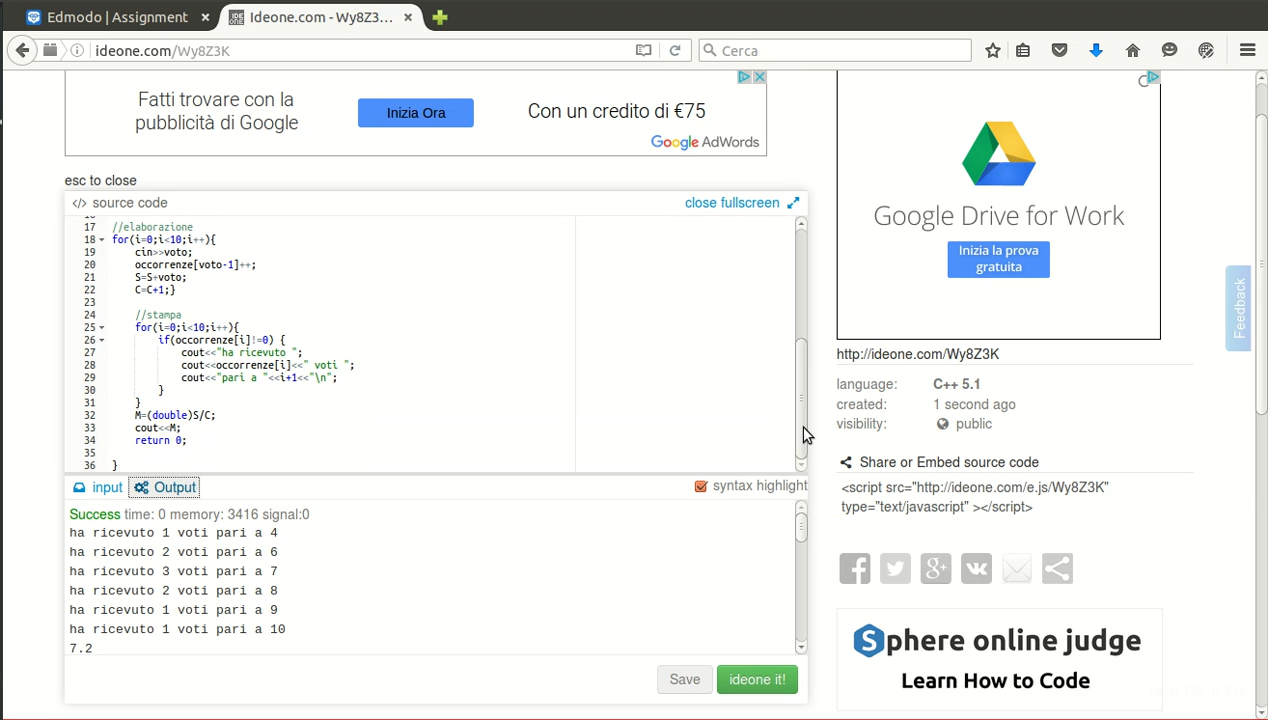 Edmodo | Assignment
Ideone.com - Wy8Z3...
ideone.com/Wy8Z3K
Cerca
Fatti trovare con la
pubblicità di Google
Inizia Ora
Con un credito di €75
Google AdWords
esc to close
</> source code
close fullscreen
17 //elaborazione
18 for(i=0;i<10;i++){
19 cin>>voto;
20 occorrenze[voto-1]++;
21 S=S+voto;
22 C=C+1;}
23
24 //stampa
25 for(i=0;i<10;i++){
26 if(occorrenze[i]!=0) {
27 cout<<"ha ricevuto ";
28 cout<<occorrenze[i]<<" voti ";
29 cout<<"pari a "<<i+1<<"\n";
30 }
31 }
32 M=(double)S/C;
33 cout<<M;
34 return 0;
35
36 }
input
Output
syntax highlight
Success time: 0 memory: 3416 signal:0
ha ricevuto 1 voti pari a 4
ha ricevuto 2 voti pari a 6
ha ricevuto 3 voti pari a 7
ha ricevuto 2 voti pari a 8
ha ricevuto 1 voti pari a 9
ha ricevuto 1 voti pari a 10
7.2
Save
ideone it!
Google Drive for Work
Inizia la prova
gratuita
Feedback
http://ideone.com/Wy8Z3K
language: C++ 5.1
created: 1 second ago
visibility: public
Share or Embed source code
<script src="http://ideone.com/e.js/Wy8Z3K"
type="text/javascript" ></script>
Sphere online judge
Learn How to Code